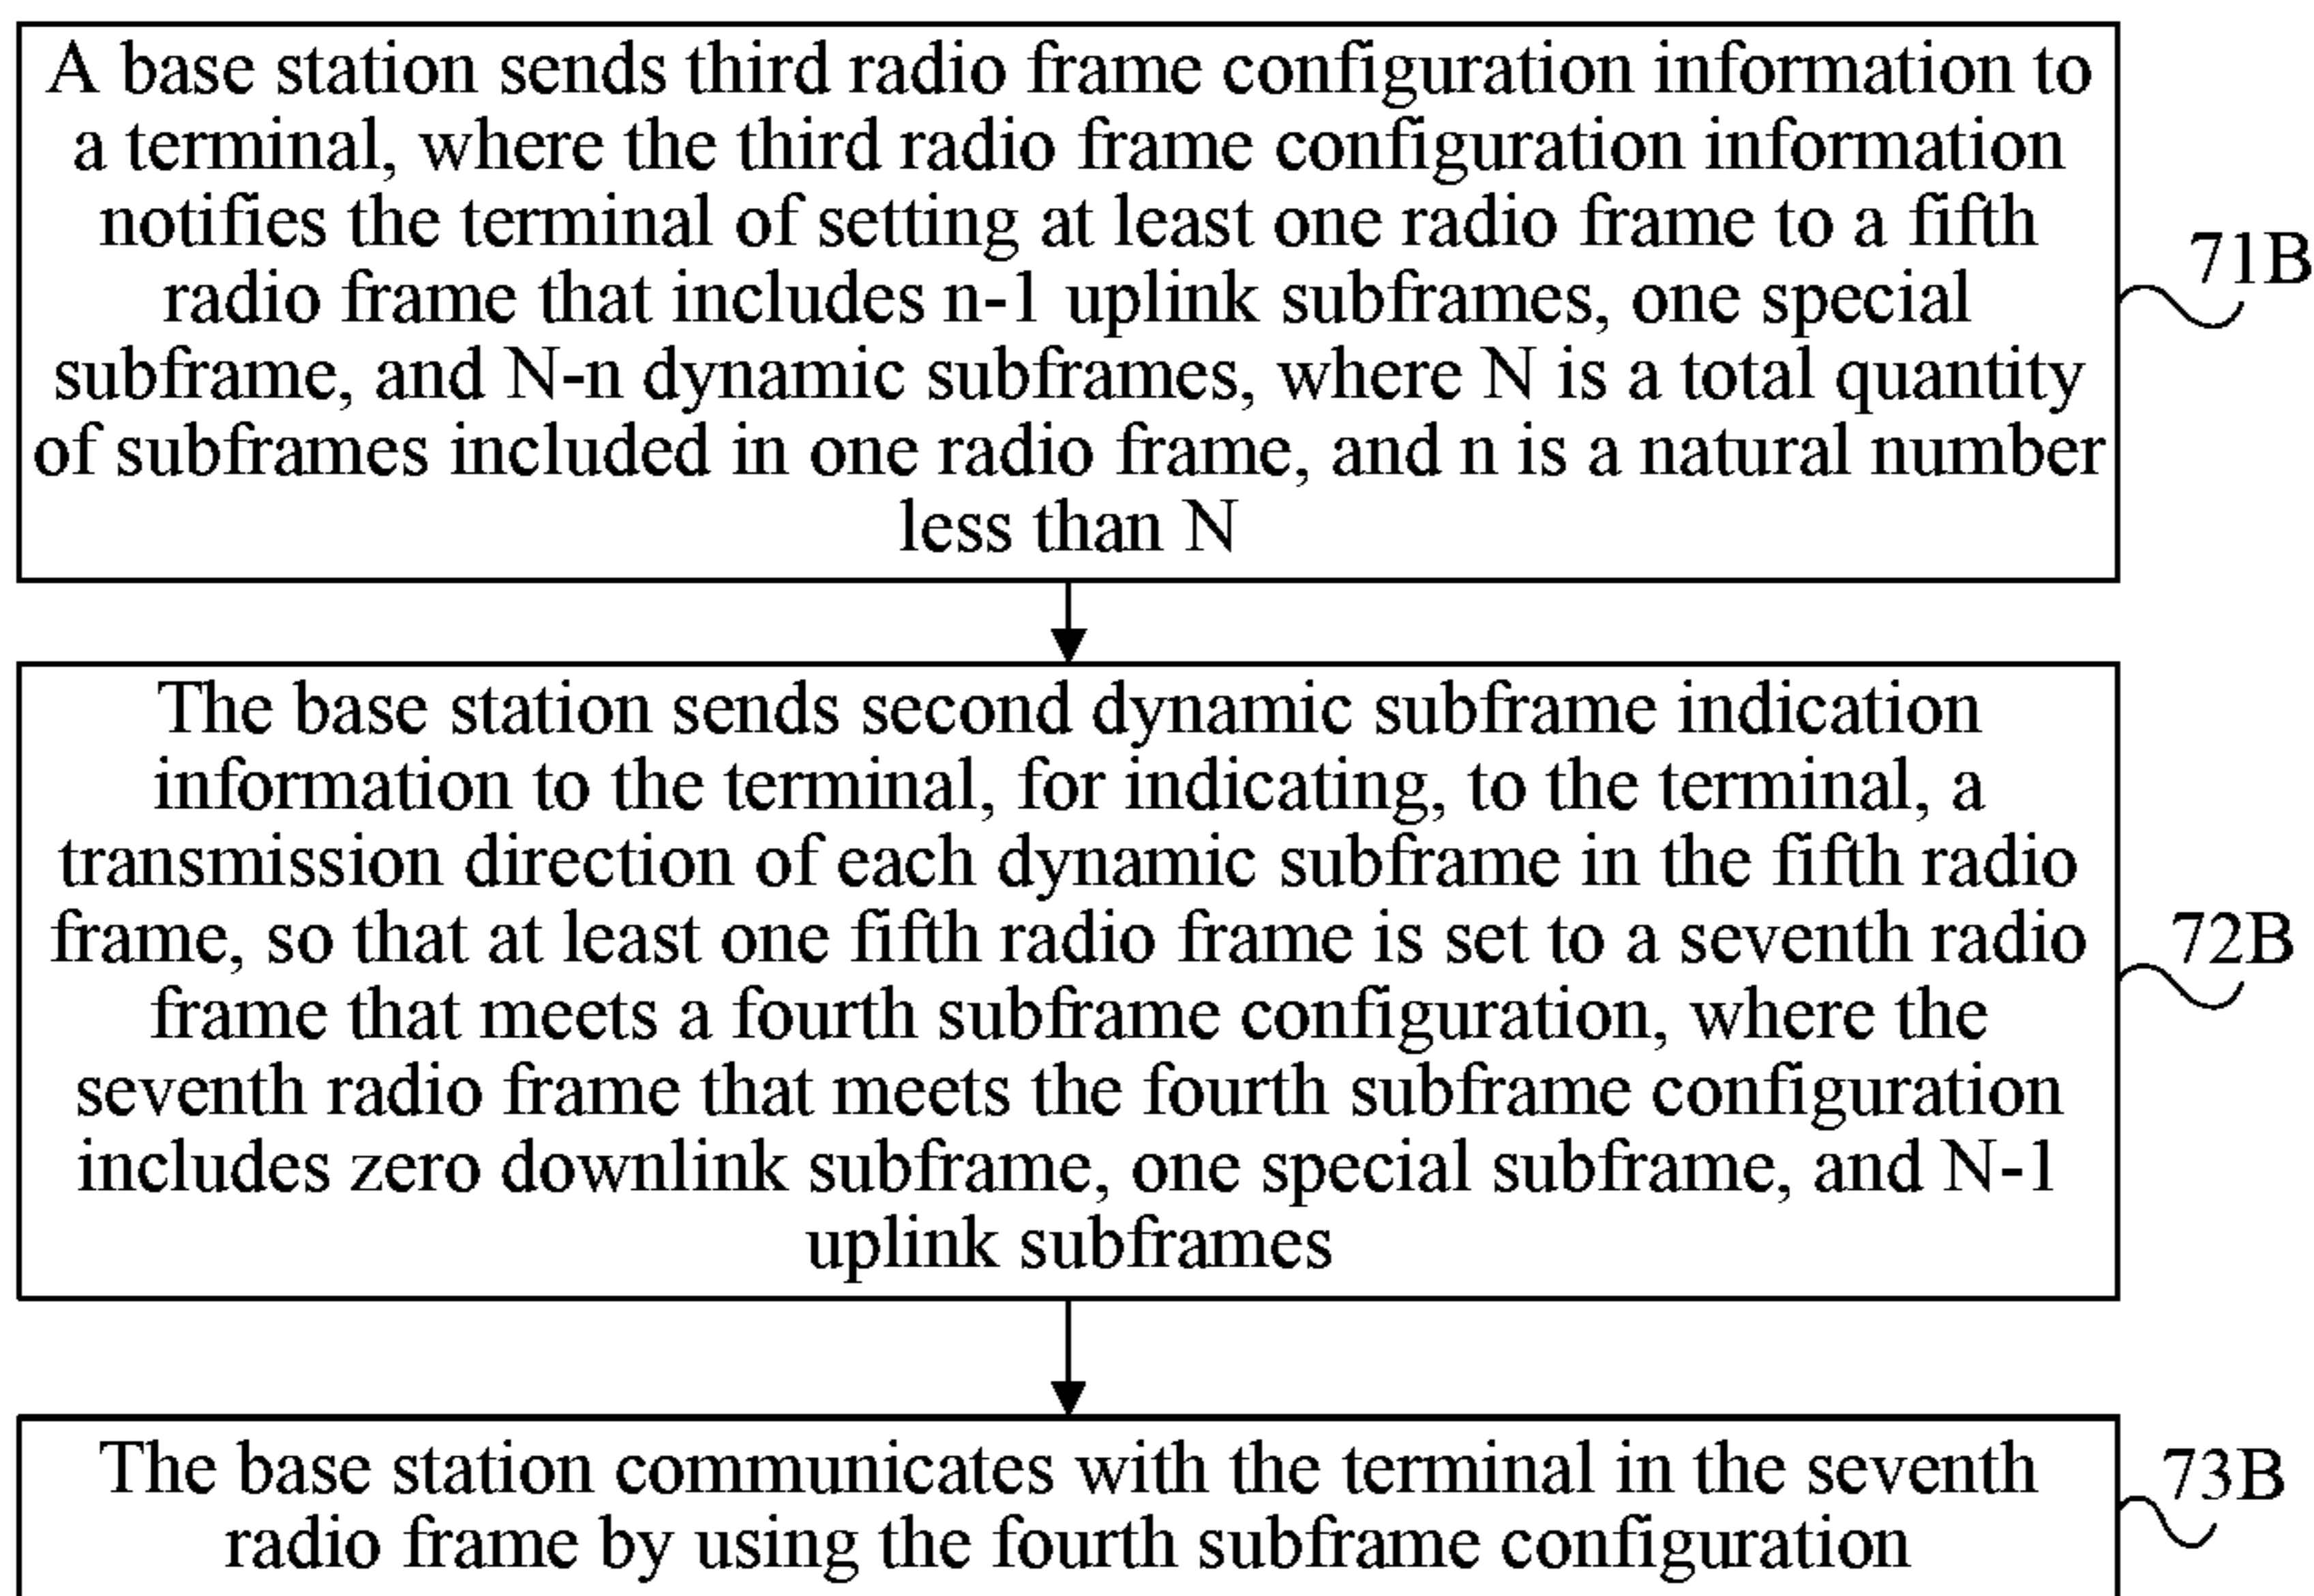 A base station sends third radio frame configuration information to
a terminal, where the third radio frame configuration information
notifies the terminal of setting at least one radio frame to a fifth
radio frame that includes n-1 uplink subframes, one special
subframe, and N-n dynamic subframes, where N is a total quantity
of subframes included in one radio frame, and n is a natural number
less than N
71B
The base station sends second dynamic subframe indication
information to the terminal, for indicating, to the terminal, a
transmission direction of each dynamic subframe in the fifth radio
frame, so that at least one fifth radio frame is set to a seventh radio
frame that meets a fourth subframe configuration, where the
seventh radio frame that meets the fourth subframe configuration
includes zero downlink subframe, one special subframe, and N-1
uplink subframes
72B
The base station communicates with the terminal in the seventh
radio frame by using the fourth subframe configuration
73B